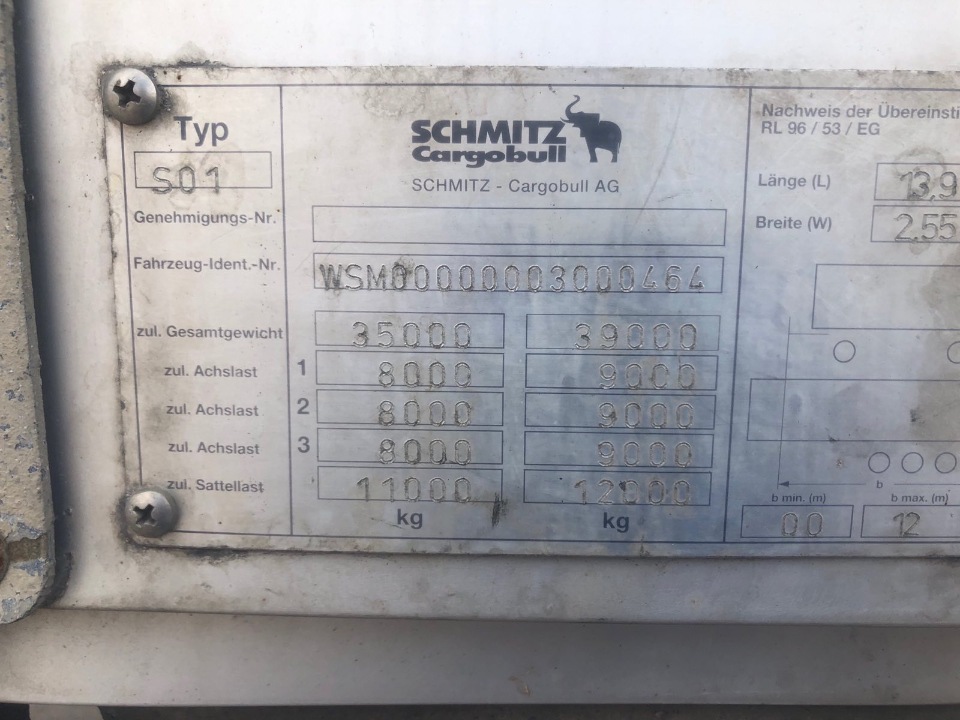 Typ
S01
SCHMITZ
Cargobull
SCHMITZ - Cargobull AG
Genehmigungs-Nr.
Fahrzeug-Ident.-Nr. WSM00000003000464
zul. Gesamtgewicht 35000 39000
zul. Achslast 1 8000 9000
zul. Achslast 2 8000 9000
zul. Achslast 3 8000 9000
zul. Sattellast 11000 12000
kg kg
Nachweis der
RL 96 / 53 / EG
Länge (L) 13,9
Breite (W) 2.55
b
b min. (m) b max. (m)
00 12